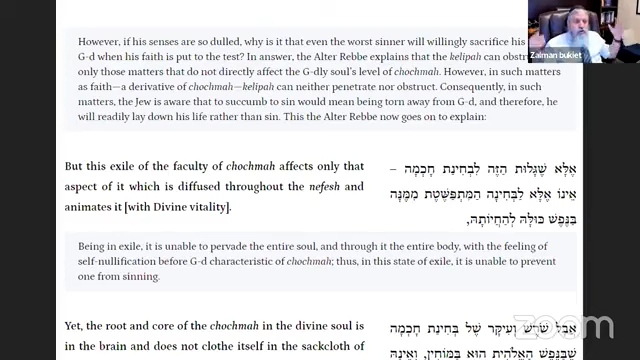 However, if his senses are so dulled, why is it that even the worst sinner will willingly sacrifice his
G-d when his faith is put to the test? In answer, the Alter Rebbe explains that the kelipah can obstru
only those matters that do not directly affect the G-dly soul's level of chochmah. However, in such matters
as faith—a derivative of chochmah—kelipah can neither penetrate nor obstruct. Consequently, in such
matters, the Jew is aware that to succumb to sin would mean being torn away from G-d, and therefore, he
will readily lay down his life rather than sin. This the Alter Rebbe now goes on to explain:
Zalman bukiet
But this exile of the faculty of chochmah affects only that
aspect of it which is diffused throughout the nefesh and
animates it [with Divine vitality].
אֶלָּא שֶׁגָּלוּת הַזֶּה לִבְחִינַת חָכְמָה –
אֵינוֹ אֶלָּא לַבְּחִינָה הַמִּתְפַּשֶּׁטֶת מִמֶּנָּה
בַּנֶּפֶשׁ כּוּלָּהּ לְהַחֲיוֹתָהּ,
Being in exile, it is unable to pervade the entire soul, and through it the entire body, with the feeling of
self-nullification before G-d characteristic of chochmah; thus, in this state of exile, it is unable to prevent
one from sinning.
Yet, the root and core of the chochmah in the divine soul is
in the brain and does not clothe itself in the sackcloth of
אֲבָל שֹׁרֶשׁ וְעִיקָּר שֶׁל בְּחִינַת חָכְמָה
שֶׁבַּנֶּפֶשׁ הָאֱלֹהִית הוּא בַּמּוֹחִין, וְאֵינָהּ
zoom